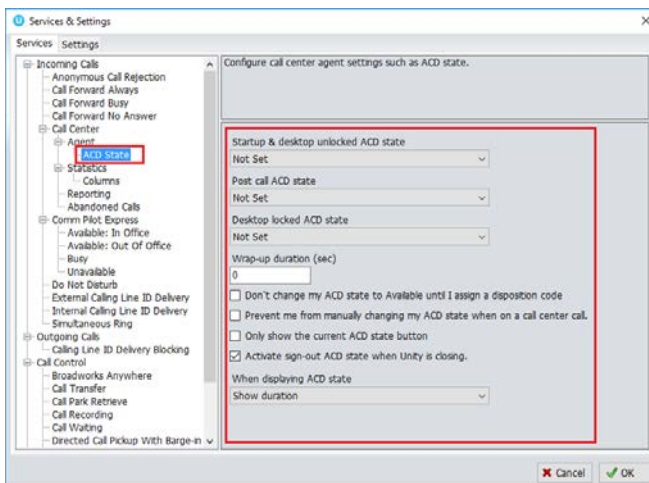 Services & Settings
Services Settings
Incoming Calls
Anonymous Call Rejection
Call Forward Always
Call Forward Busy
Call Forward No Answer
Call Center
Agent
ACD State
Statistics
Columns
Reporting
Abandoned Calls
Comm Pilot Express
Available: In Office
Available: Out Of Office
Busy
Unavailable
Do Not Disturb
External Calling Line ID Delivery
Internal Calling Line ID Delivery
Simultaneous Ring
Outgoing Calls
Calling Line ID Delivery Blocking
Call Control
Broadworks Anywhere
Call Transfer
Call Park Retrieve
Call Recording
Call Waiting
Directed Call Pickup With Barge-in
Configure call center agent settings such as ACD state.
Startup & desktop unlocked ACD state
Not Set
Post call ACD state
Not Set
Desktop locked ACD state
Not Set
Wrap-up duration (sec)
0
Don't change my ACD state to Available until I assign a disposition code
Prevent me from manually changing my ACD state when on a call center call.
Only show the current ACD state button
Activate sign-out ACD state when Unity is closing.
When displaying ACD state
Show duration
Cancel OK